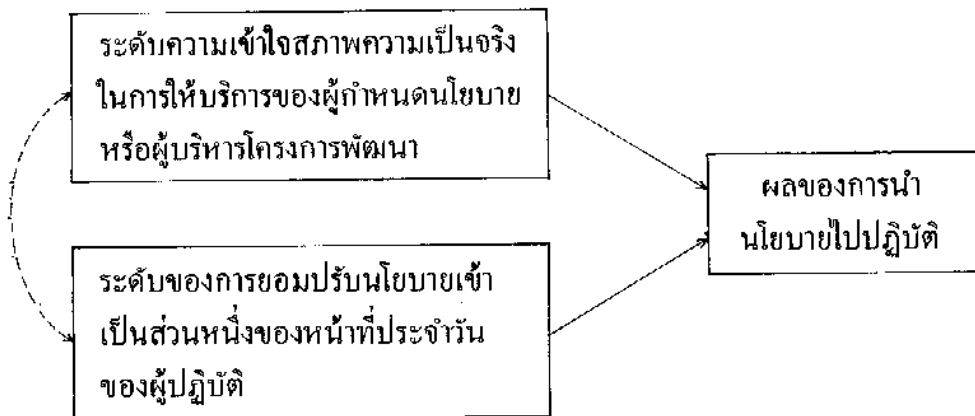 ระดับความเข้าใจสภาพความเป็นจริง
ในการให้บริการของผู้กำหนดนโยบาย
หรือผู้บริหารโครงการพัฒนา
ผลของการนำ
นโยบายไปปฏิบัติ
ระดับของการยอมปรับนโยบายเข้า
เป็นส่วนหนึ่งของหน้าที่ประจำวัน
ของผู้ปฏิบัติ